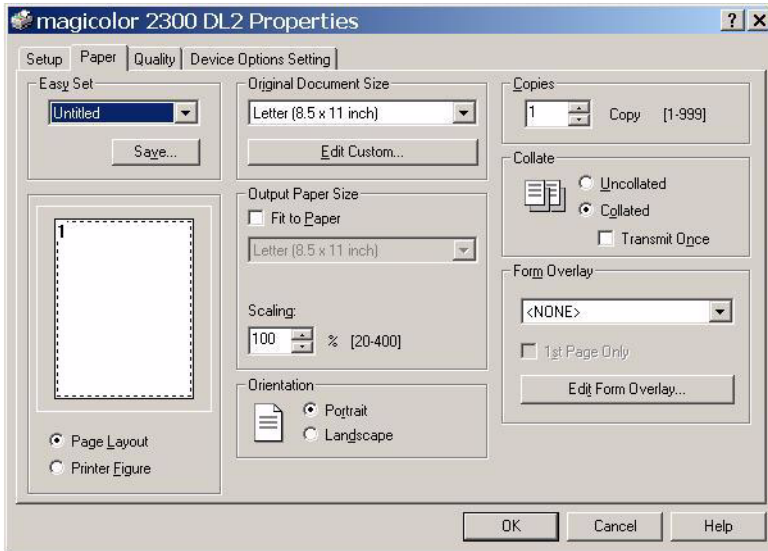 magicolor 2300 DL2 Properties
Setup Paper Quality Device Options Setting
Easy Set
Untitled
Save...
1
Page Layout
Printer Figure
Original Document Size
Letter (8.5 x 11 inch)
Edit Custom...
Output Paper Size
Fit to Paper
Letter (8.5 x 11 inch)
Scaling:
100 % [20-400]
Orientation
Portrait
Landscape
Copies
1 Copy [1-999]
Collate
Uncollated
Collated
Transmit Once
Form Overlay
<NONE>
1st Page Only
Edit Form Overlay...
OK Cancel Help